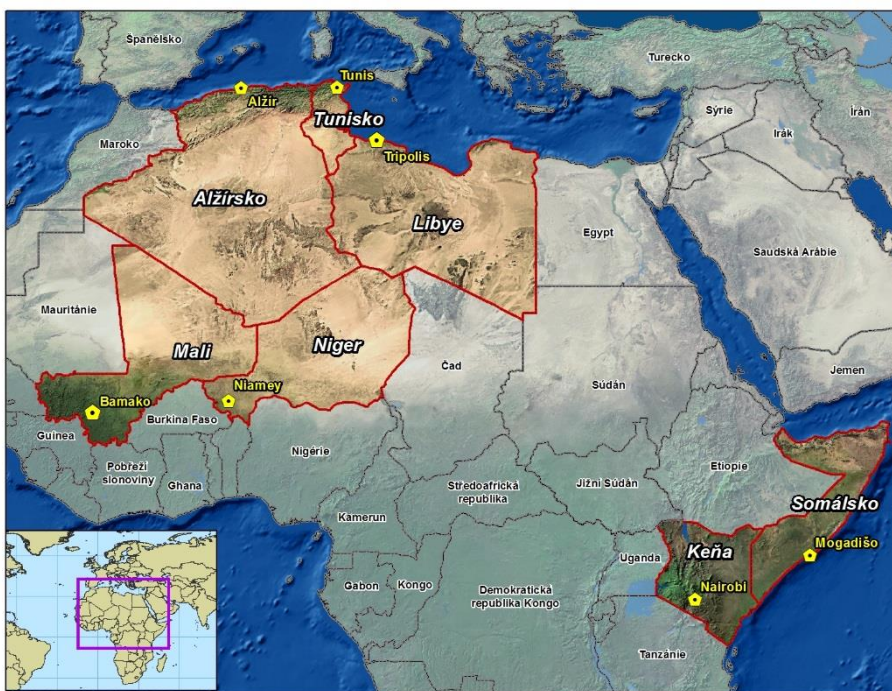 Španělsko
Turecko
Tunis
Alžír
Sýrie
Írán
Tunisko
Irák
Maroko
Tripolis
Alžírsko
Libye
Egypt
Saudská Arábie
Mauritánie
Mali
Niger
Čad
Súdán
Jemen
Niamey
Bamako
Burkina Faso
Guinea
Nigérie
Etiopie
Pobřeží
slonoviny
Ghana
Středoafrická
republika
Jižní Súdán
Somálsko
Kamerun
Mogadišo
Keňa
Uganda
Gabon
Kongo
Demokratická
republika Kongo
Nairobi
Tanzánie